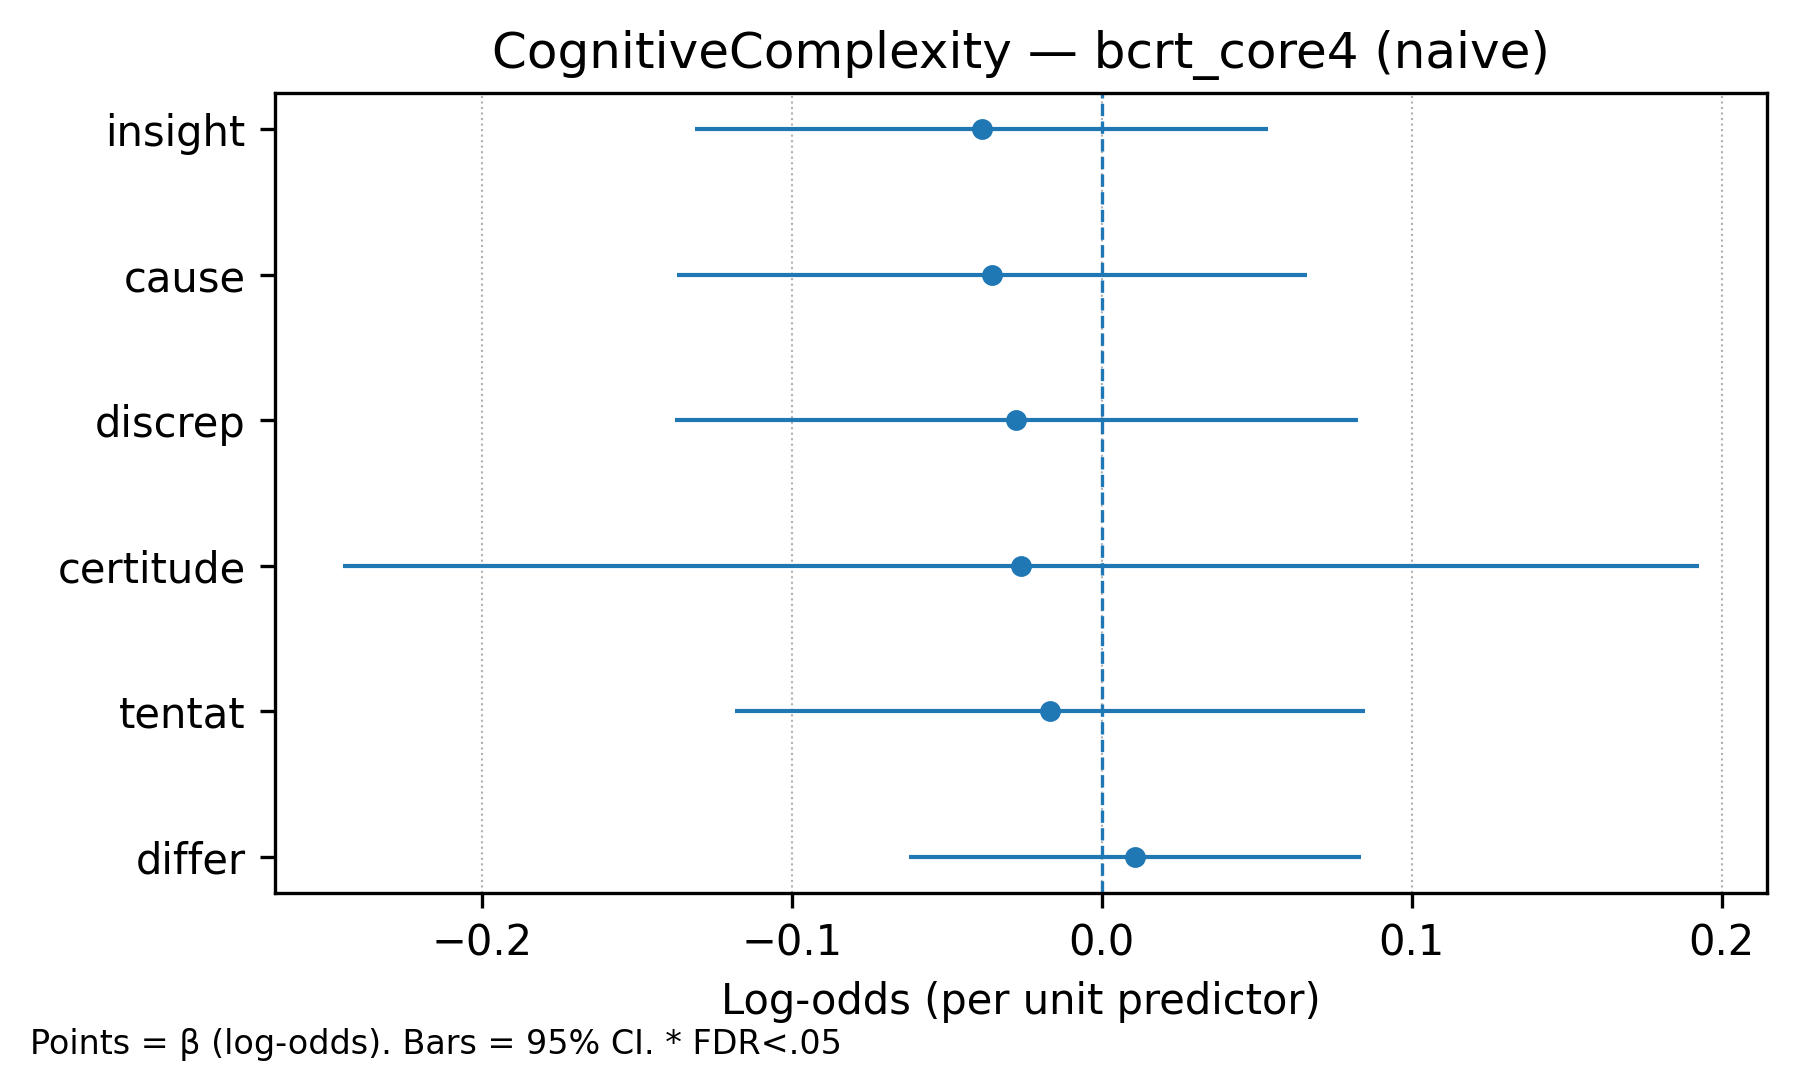 CognitiveComplexity — bcrt_core4 (naive)
insight
cause
discrep
certitude
tentat
differ
−0.2 −0.1 0.0 0.1 0.2
Log-odds (per unit predictor)
Points = β (log-odds). Bars = 95% CI. * FDR<.05